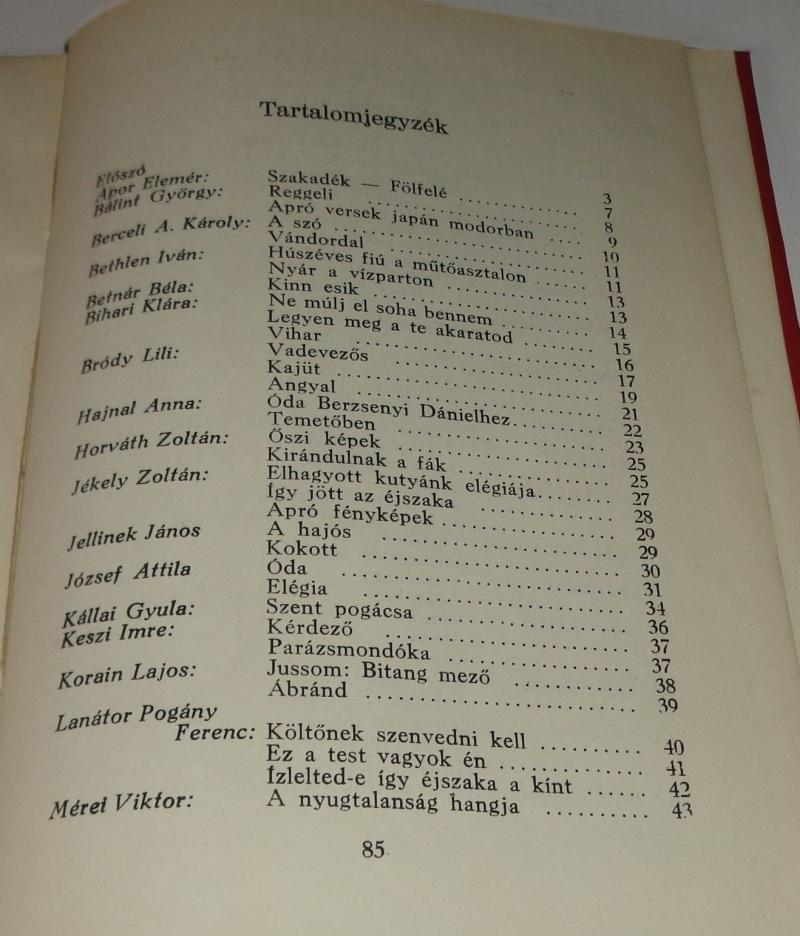 Tartalomjegyzék
Előszó .......... 3
Apor Elemér: Szakadék — Fölfelé .......... 7
Bálint György: Reggeli .......... 8
Apró versek japán modorban .... 9
Berceli A. Károly: A szó .......... 10
Vándordal .......... 11
Bethlen Iván: Húszéves fiú a műtőasztalon .......... 11
Nyár a vízparton .......... 13
Betnár Béla: Kinn esik .......... 13
Bihari Klára: Ne múlj el soha bennem .......... 14
Legyen meg a te akaratod .......... 15
Vihar .......... 16
Bródy Lili: Vadevezős .......... 17
Kajüt .......... 19
Angyal .......... 21
Hajnal Anna: Óda Berzsenyi Dánielhez .......... 22
Temetőben .......... 23
Horváth Zoltán: Őszi képek .......... 25
Kirándulnak a fák .......... 25
Jékely Zoltán: Elhagyott kutyánk elégiája .......... 27
Így jött az éjszaka .......... 28
Apró fényképek .......... 29
Jellinek János A hajós .......... 29
Kokott .......... 30
József Attila Óda .......... 31
Elégia .......... 34
Kállai Gyula: Szent pogácsa .......... 36
Keszi Imre: Kérdező .......... 37
Parázsmondóka .......... 37
Korain Lajos: Jussom: Bitang mező .......... 38
Ábránd .......... 39
Lanátor Pogány
Ferenc: Költőnek szenvedni kell .......... 40
Ez a test vagyok én .......... 41
Ízlelted-e így éjszaka a kínt ...... 42
Mérei Viktor: A nyugtalanság hangja .......... 43
85